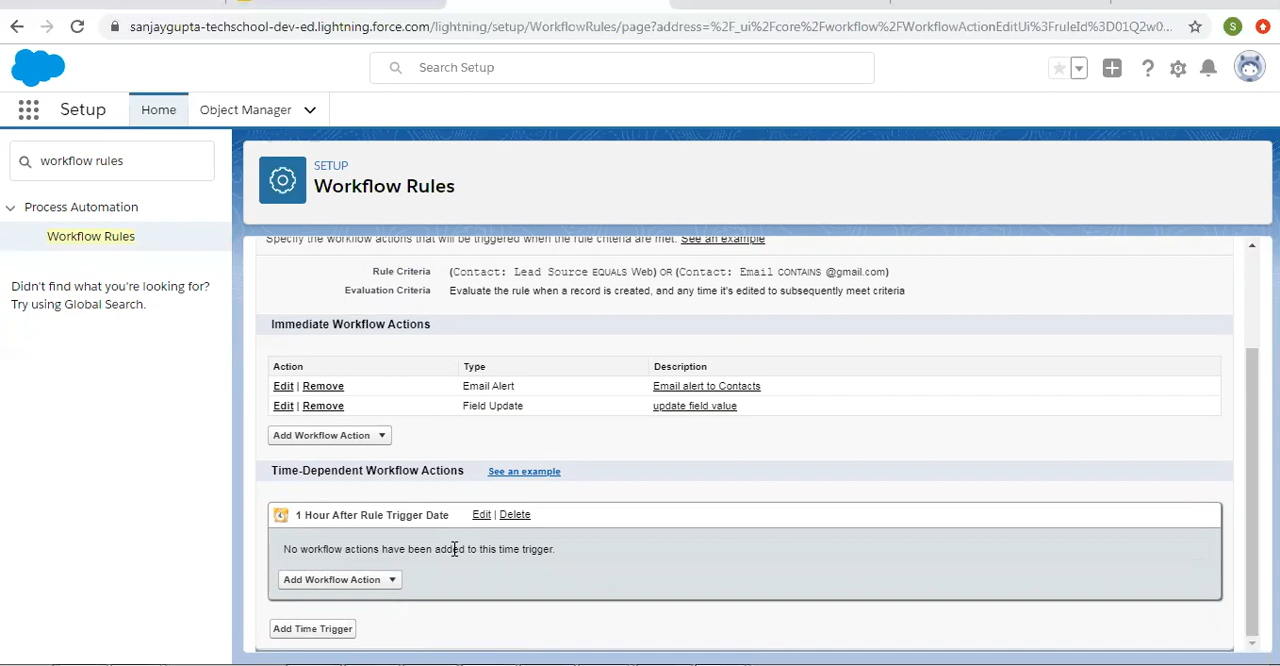 sanjaygupta-techschool-dev-ed.lightning.force.com/lightning/setup/WorkflowRules/page?address=%2F_ui%2Fcore%2Fworkflow%2FWorkflowActionEditUi%3FruleId%3D01Q2w0...
S
Search Setup
Setup
Home
Object Manager
workflow rules
Process Automation
Workflow Rules
Didn't find what you're looking for?
Try using Global Search.
SETUP
Workflow Rules
Specify the workflow actions that will be triggered when the rule criteria are met. See an example
Rule Criteria (Contact: Lead Source EQUALS Web) OR (Contact: Email CONTAINS @gmail.com)
Evaluation Criteria Evaluate the rule when a record is created, and any time it's edited to subsequently meet criteria
Immediate Workflow Actions
Action Type Description
Edit | Remove Email Alert Email alert to Contacts
Edit | Remove Field Update update field value
Add Workflow Action
Time-Dependent Workflow Actions See an example
1 Hour After Rule Trigger Date Edit | Delete
No workflow actions have been added to this time trigger.
Add Workflow Action
Add Time Trigger